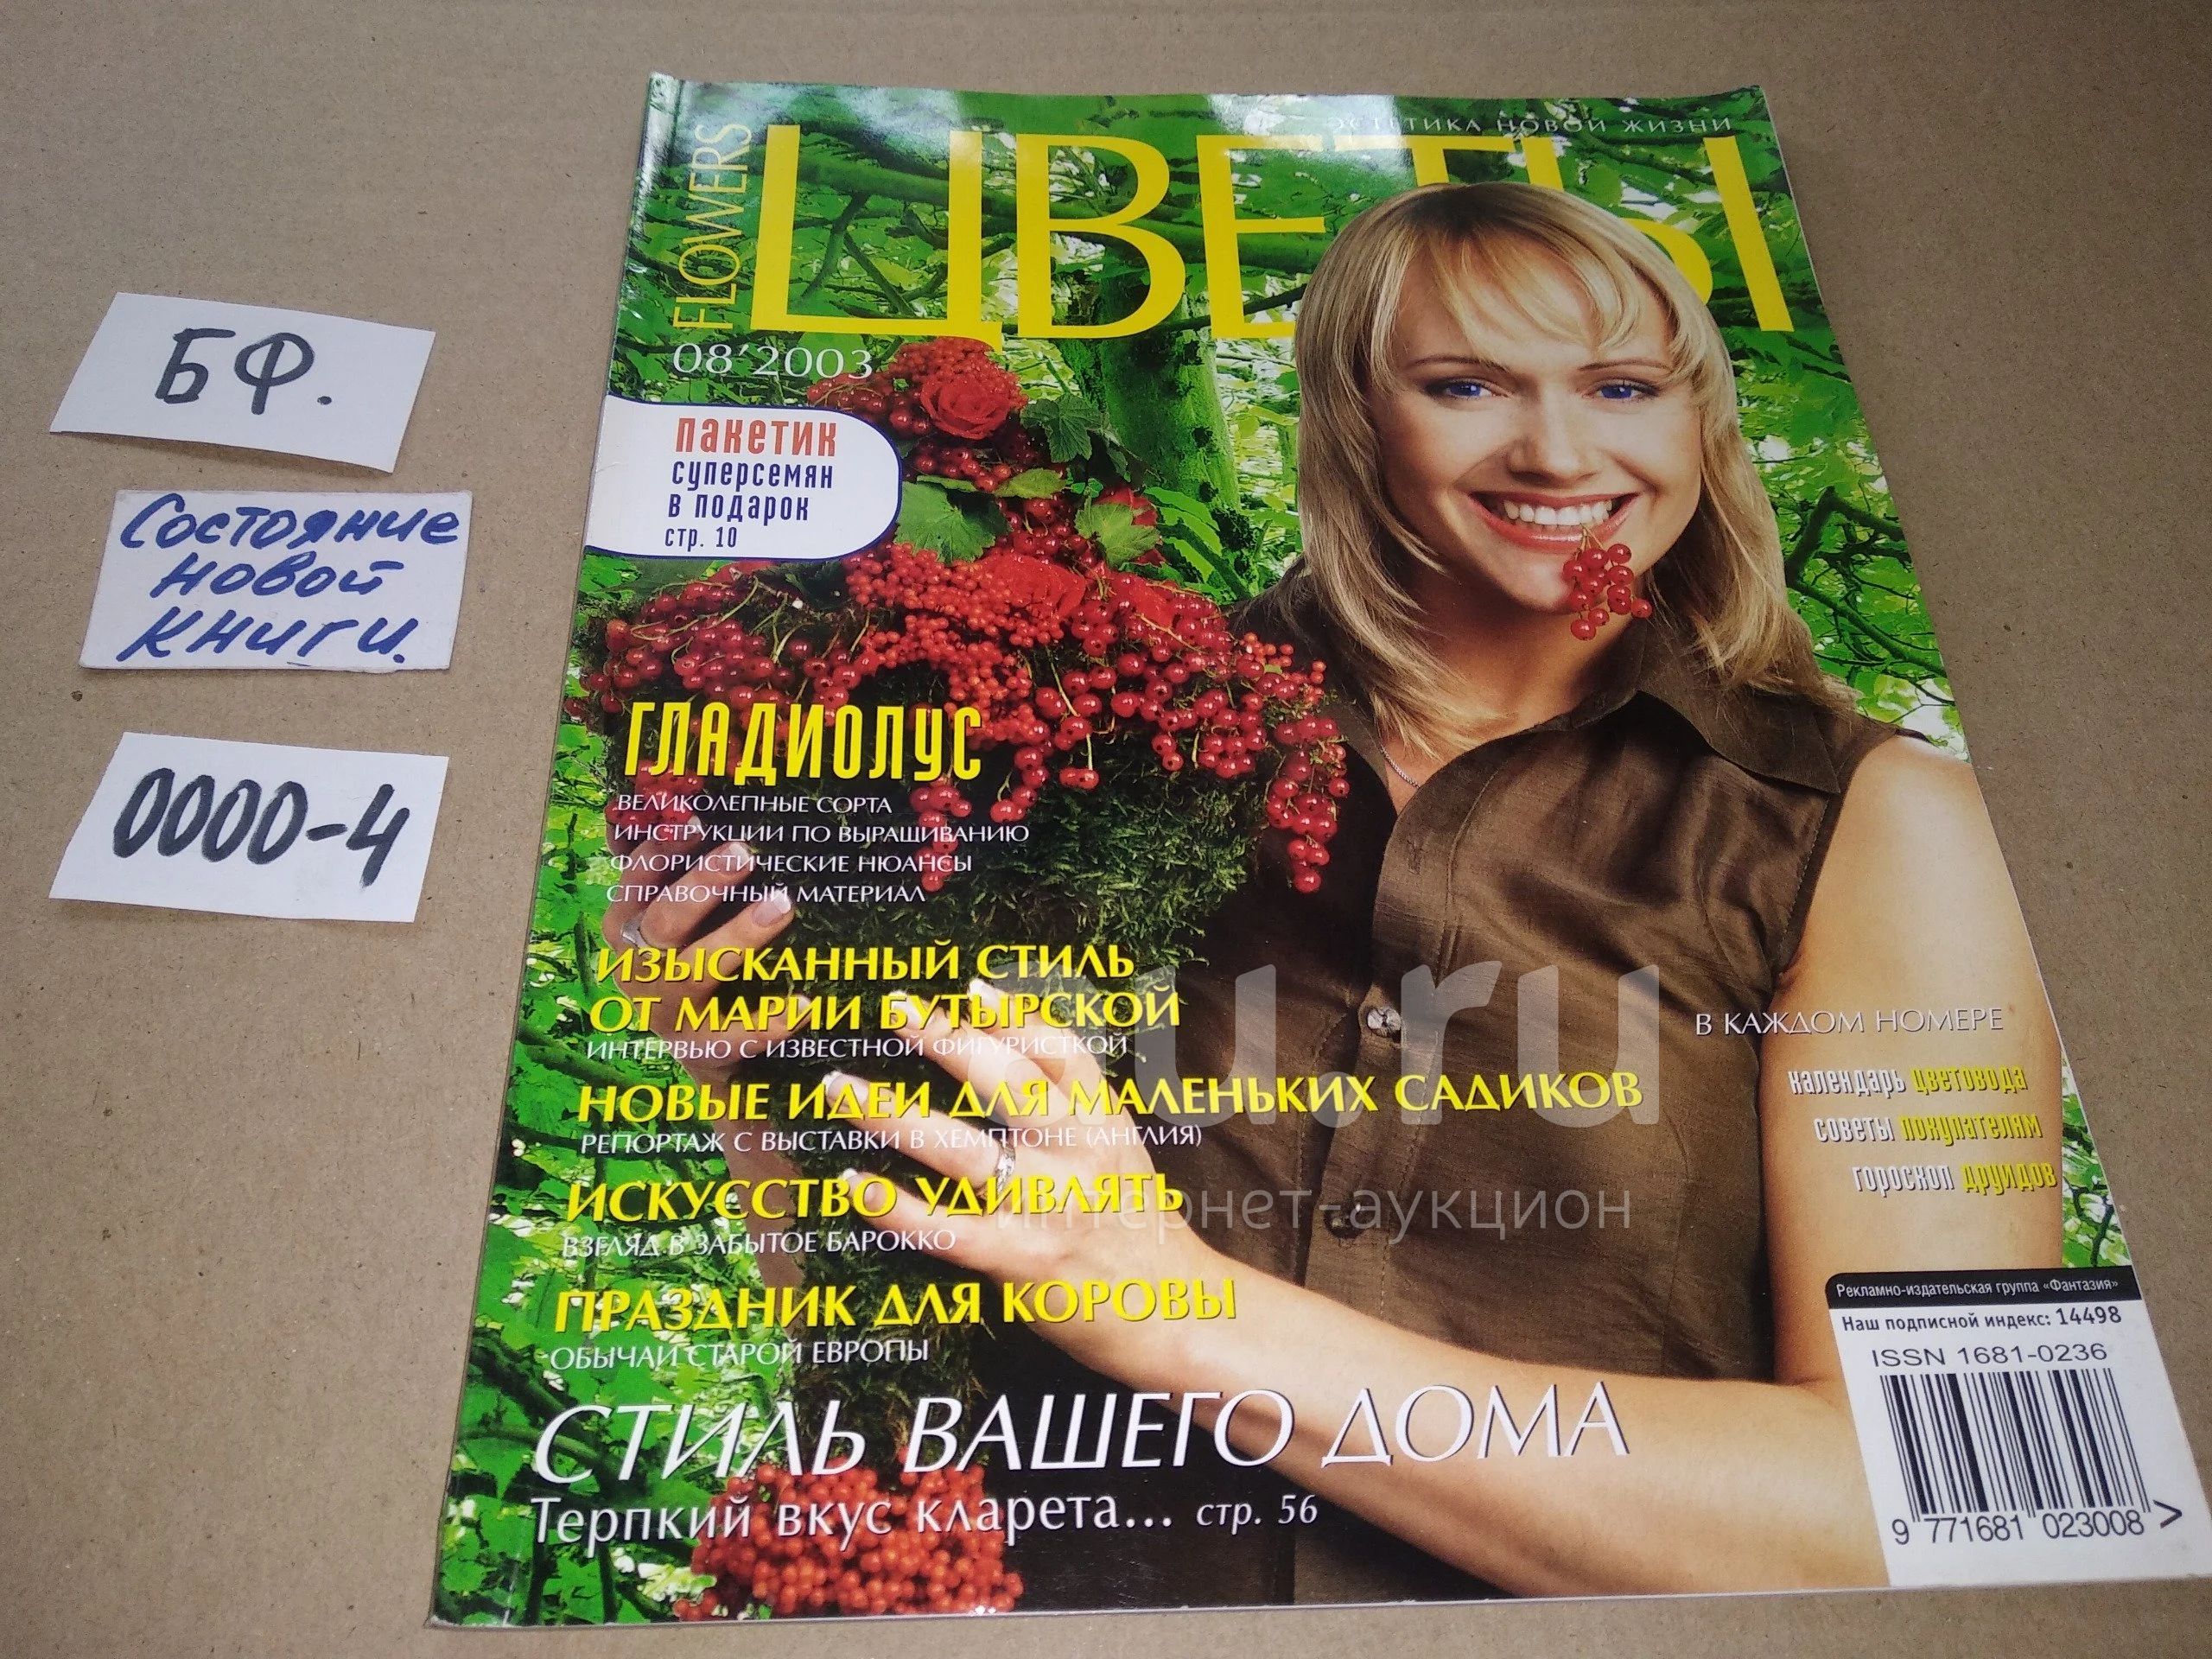 БФ.
Состояние
новой
книги.
0000-4
ЭСТЕТИКА НОВОЙ ЖИЗНИ
FLOWERS
ЦВЕТЫ
08'2003
пакетик
суперсемян
в подарок
стр. 10
ГЛАДИОЛУС
ВЕЛИКОЛЕПНЫЕ СОРТА
ИНСТРУКЦИИ ПО ВЫРАЩИВАНИЮ
ФЛОРИСТИЧЕСКИЕ НЮАНСЫ
СПРАВОЧНЫЙ МАТЕРИАЛ
ИЗЫСКАННЫЙ СТИЛЬ
ОТ МАРИИ БУТЫРСКОЙ
ИНТЕРВЬЮ С ИЗВЕСТНОЙ ФИГУРИСТКОЙ
НОВЫЕ ИДЕИ ДЛЯ МАЛЕНЬКИХ САДИКОВ
РЕПОРТАЖ С ВЫСТАВКИ В ХЕМПТОНЕ (АНГЛИЯ)
ИСКУССТВО УДИВЛЯТЬ
ВЗГЛЯД В ЗАБЫТОЕ БАРОККО
ПРАЗДНИК ДЛЯ КОРОВЫ
ОБЫЧАИ СТАРОЙ ЕВРОПЫ
СТИЛЬ ВАШЕГО ДОМА
Терпкий вкус кларета... стр. 56
В КАЖДОМ НОМЕРЕ
календарь цветовода
советы покупателям
гороскоп друидов
Рекламно-издательская группа «Фантазия»
Наш подписной индекс: 14498
ISSN 1681-0236
9 771681 023008 >
au.ru
интернет-аукцион